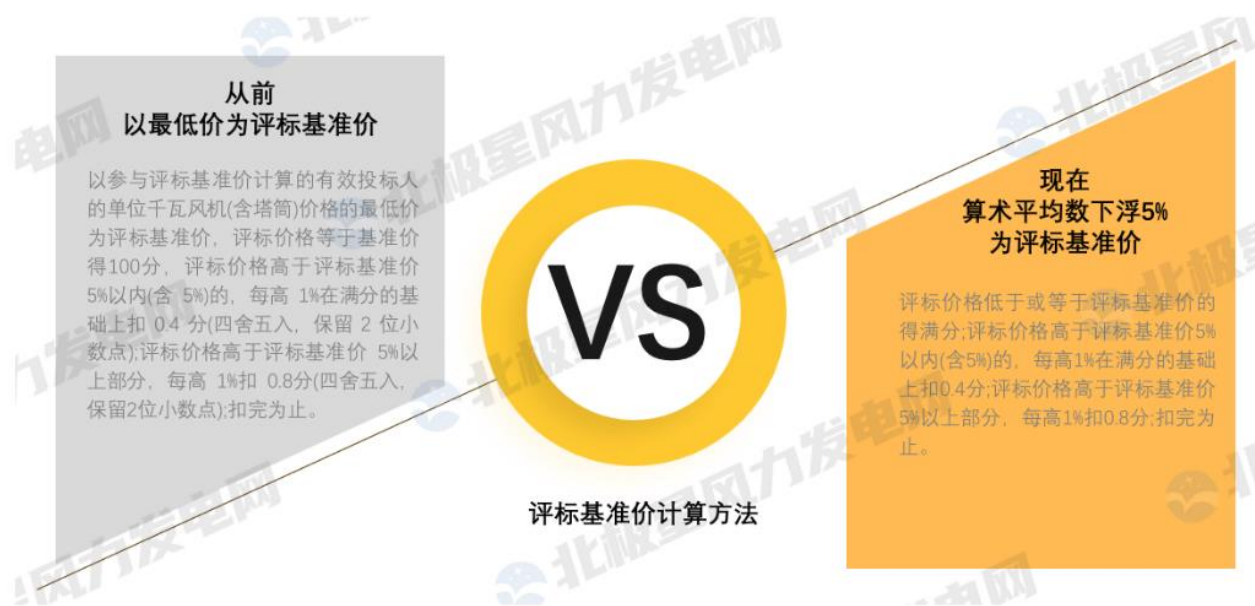 从前
以最低价为评标基准价
以参与评标基准价计算的有效投标人
的单位千瓦风机(含塔筒)价格的最低价
为评标基准价，评标价格等于基准价
得100分，评标价格高于评标基准价
5%以内(含 5%)的，每高 1%在满分的基
础上扣 0.4 分(四舍五入，保留 2 位小
数点);评标价格高于评标基准价 5%以
上部分，每高 1%扣 0.8分(四舍五入，
保留2位小数点);扣完为止。
VS
评标基准价计算方法
现在
算术平均数下浮5%
为评标基准价
评标价格低于或等于评标基准价的
得满分;评标价格高于评标基准价5%
以内(含5%)的，每高1%在满分的基础
上扣0.4分;评标价格高于评标基准价
5%以上部分，每高1%扣0.8分;扣完为
止。
北极星风力发电网